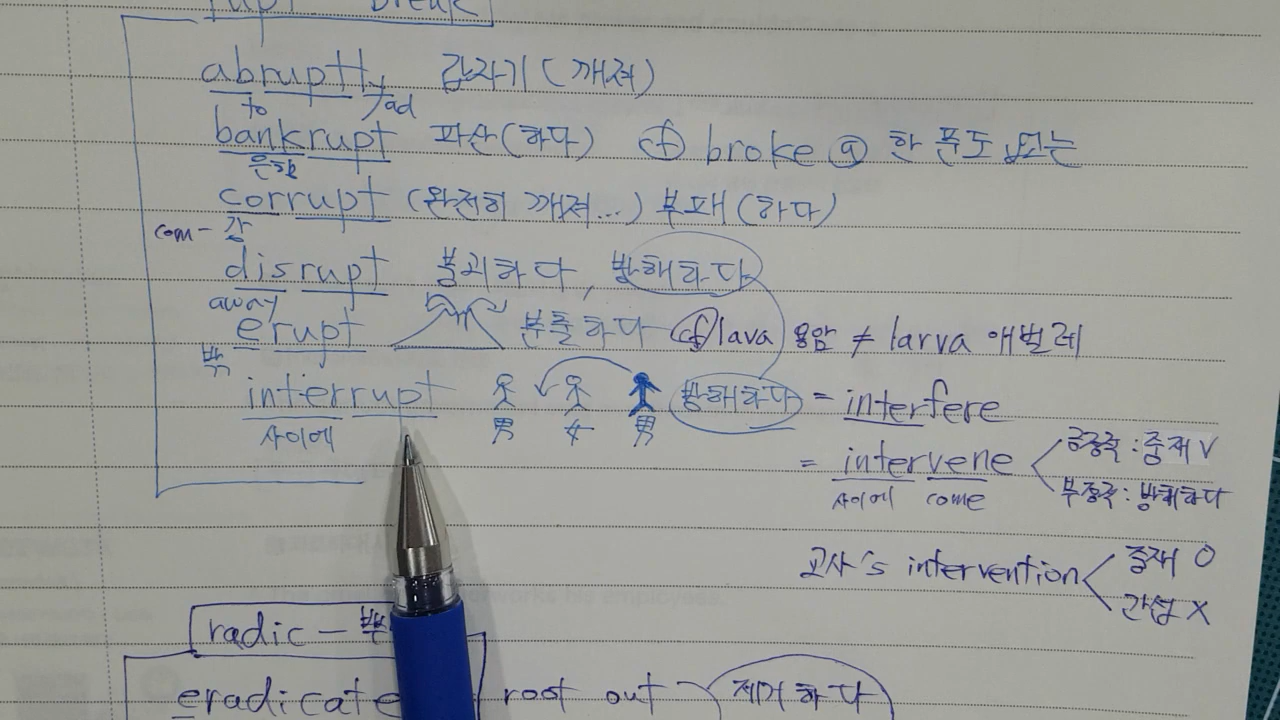 rupt break
abruptly 갑자기 (깨져)
to ad
bankrupt 파산(하다) cf broke ⓐ 한 푼도 없는
은행
corrupt (완전히 깨져...) 부패(하다)
com- 강
disrupt 붕괴하다, 방해하다
away
erupt 분출하다 cf lava 용암 ≠ larva 애벌레
밖
interrupt 방해하다 = interfere
사이에 男 女 男
= intervene 긍정적 : 중재 V
부정적 : 방해하다
사이에 come
교사's intervention 중재 O
간섭 X
radic -
eradicate root out 제거하다